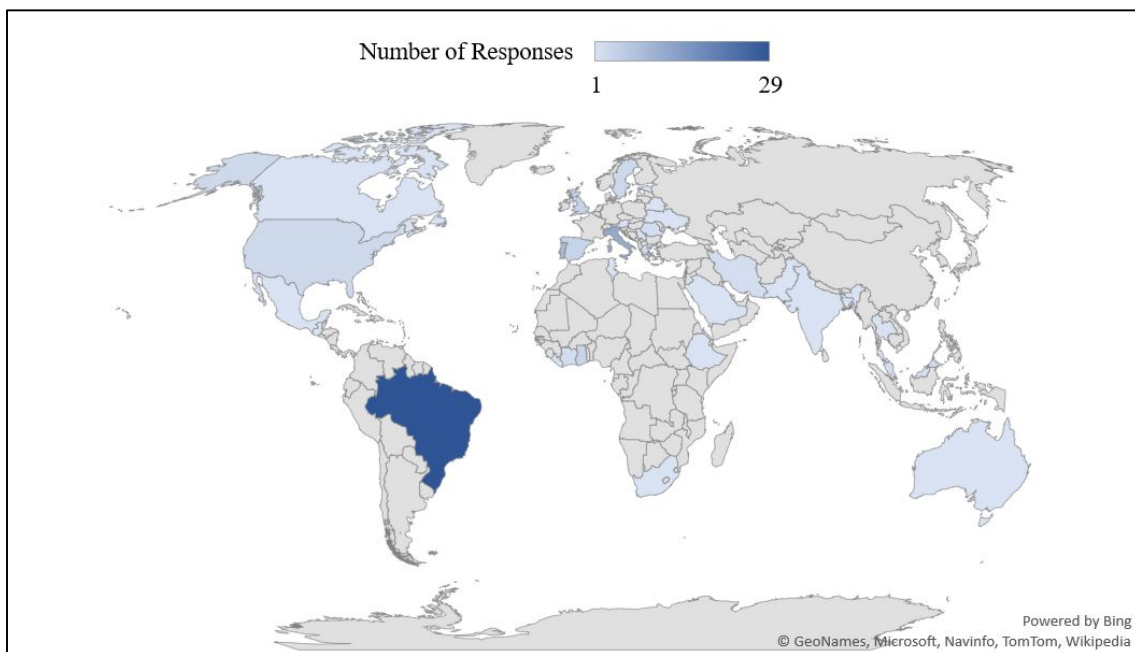 Number of Responses
1 29
Powered by Bing
© GeoNames, Microsoft, Navinfo, TomTom, Wikipedia